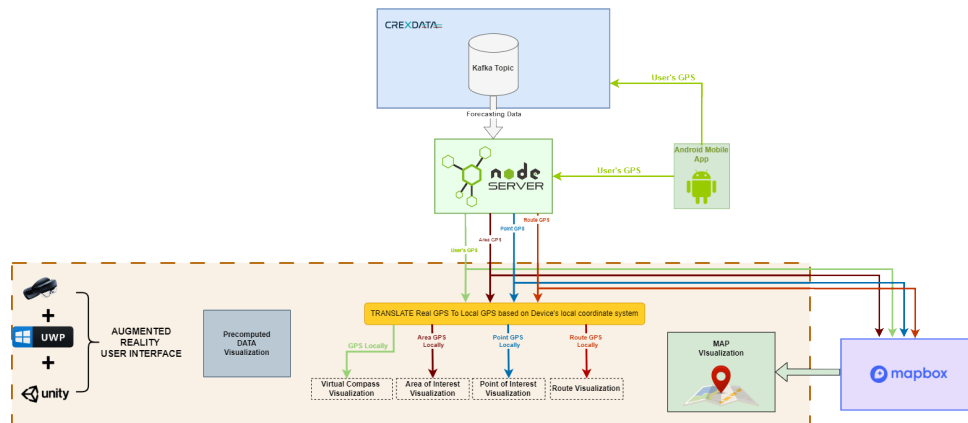 CREXDATA
Kafka Topic
User's GPS
Forecasting Data
Android Mobile
App
node
SERVER
User's GPS
Route GPS
Point GPS
Area GPS
User's GPS
TRANSLATE Real GPS To Local GPS based on Device's local coordinate system
+
UWP
+
unity
AUGMENTED
REALITY
USER INTERFACE
Precomputed
DATA
Visualization
GPS Locally
Area GPS
Locally
Point GPS
Locally
Route GPS
Locally
MAP
Visualization
mapbox
Virtual Compass
Visualization
Area of Interest
Visualization
Point of Interest
Visualization
Route Visualization